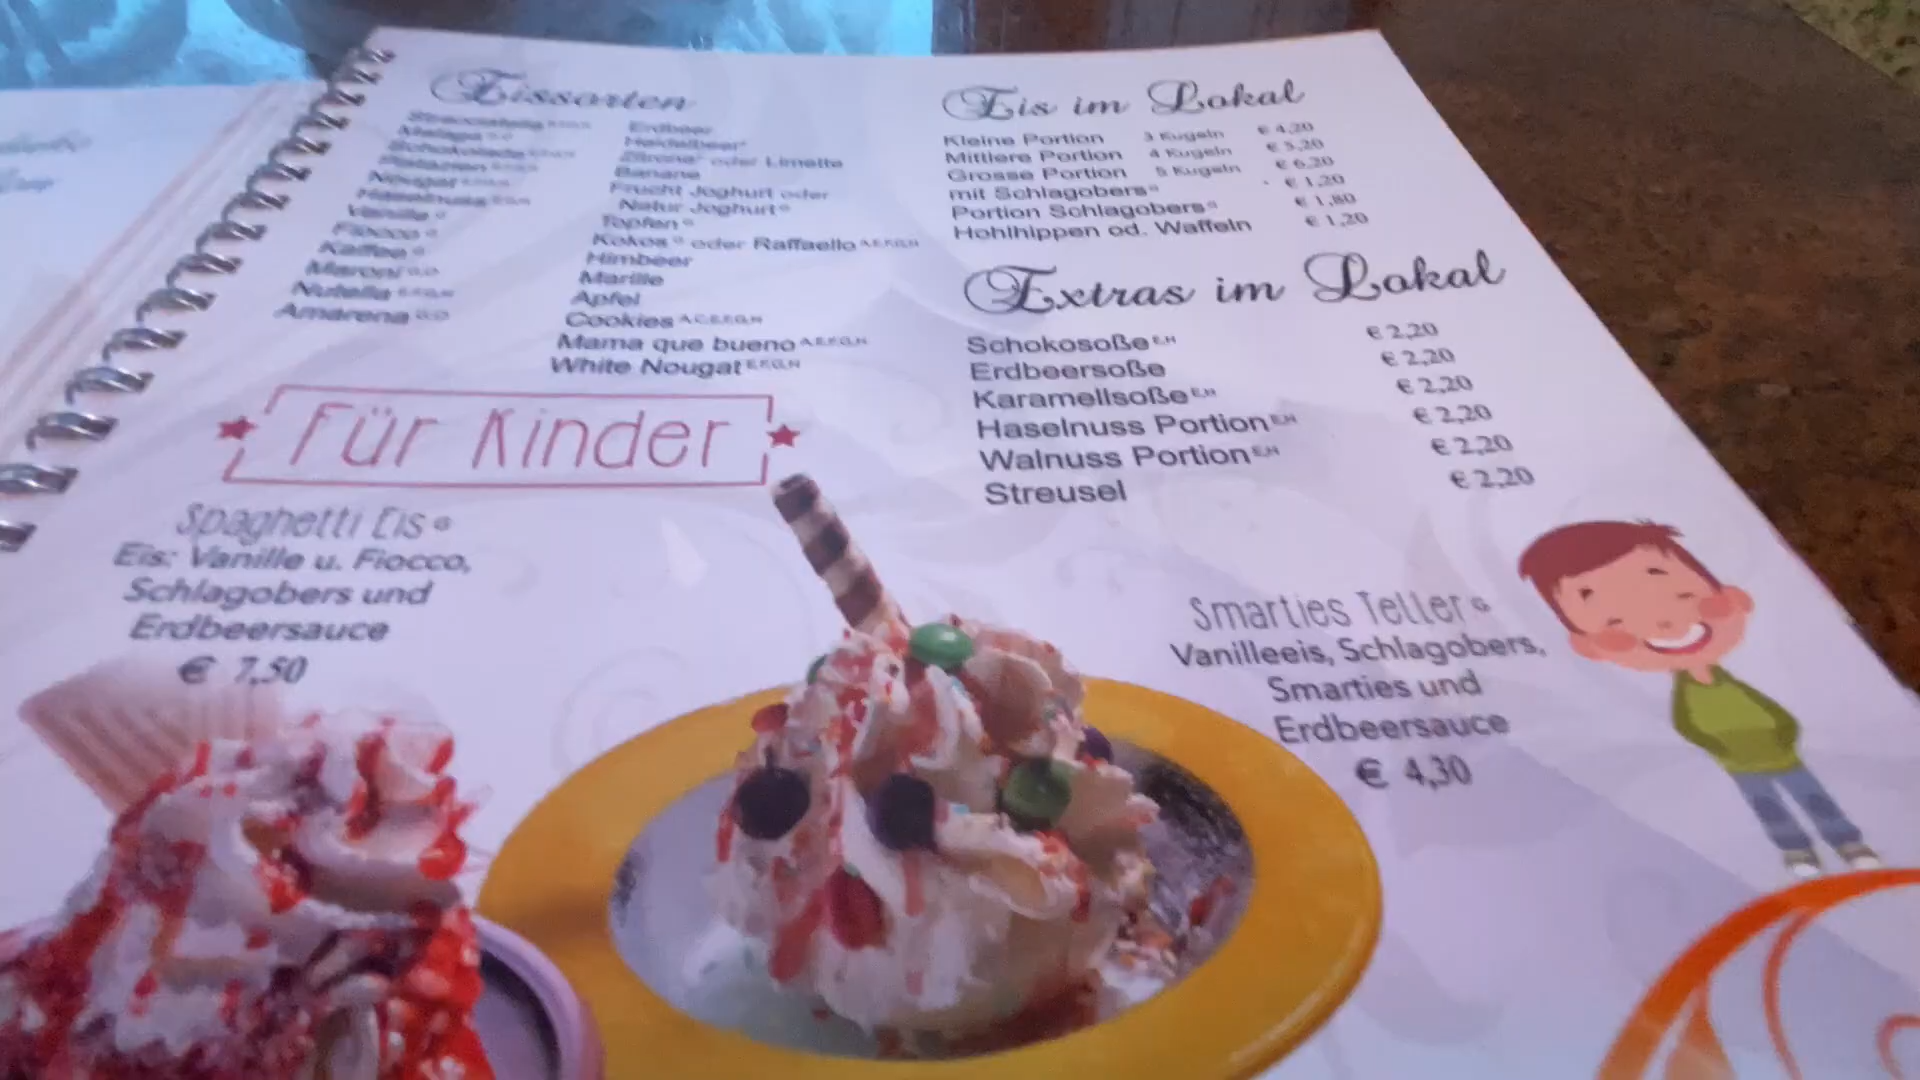 Eissorten
Stracciatella
Malaga
Schokolade
Nougat
Haselnuss
Vanille G
Fiocco G
Kaffee G
Maroni
Nutella E,F,G,H
Amarena G,O
Erdbeer
Heidelbeer
Zitrone oder Limette
Banane
Frucht Joghurt oder
Natur Joghurt G
Topfen G
Kokos G oder Raffaello A,E,F,G,H
Himbeer
Marille
Apfel
Cookies A,C,E,F,G,H
Mama que bueno A,E,F,G,H
White Nougat E,F,G,H
Eis im Lokal
Kleine Portion 3 Kugeln € 4,20
Mittlere Portion 4 Kugeln € 5,20
Grosse Portion 5 Kugeln € 6,20
mit Schlagobers G € 1,20
Portion Schlagobers G € 1,80
Hohlhippen od. Waffeln € 1,20
Extras im Lokal
Schokosoße E,H € 2,20
Erdbeersoße € 2,20
Karamellsoße E,H € 2,20
Haselnuss Portion E,H € 2,20
Walnuss Portion E,H € 2,20
Streusel € 2,20
Für Kinder
Spaghetti Eis G
Eis: Vanille u. Fiocco,
Schlagobers und
Erdbeersauce
€ 7,50
Smarties Teller G
Vanilleeis, Schlagobers,
Smarties und
Erdbeersauce
€ 4,30